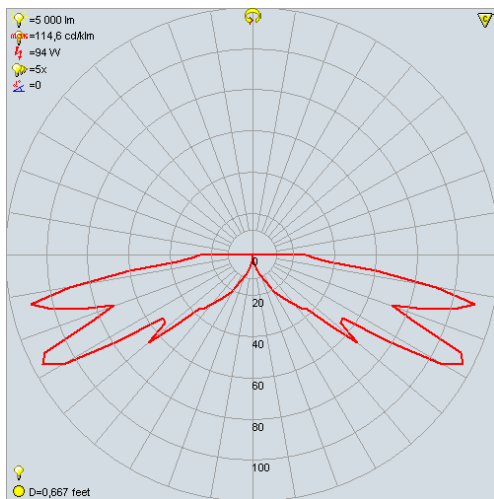 =5 000 lm
max=114,6 cd/klm
=94 W
=5x
=0
C
0
20
40
60
80
100
D=0,667 feet